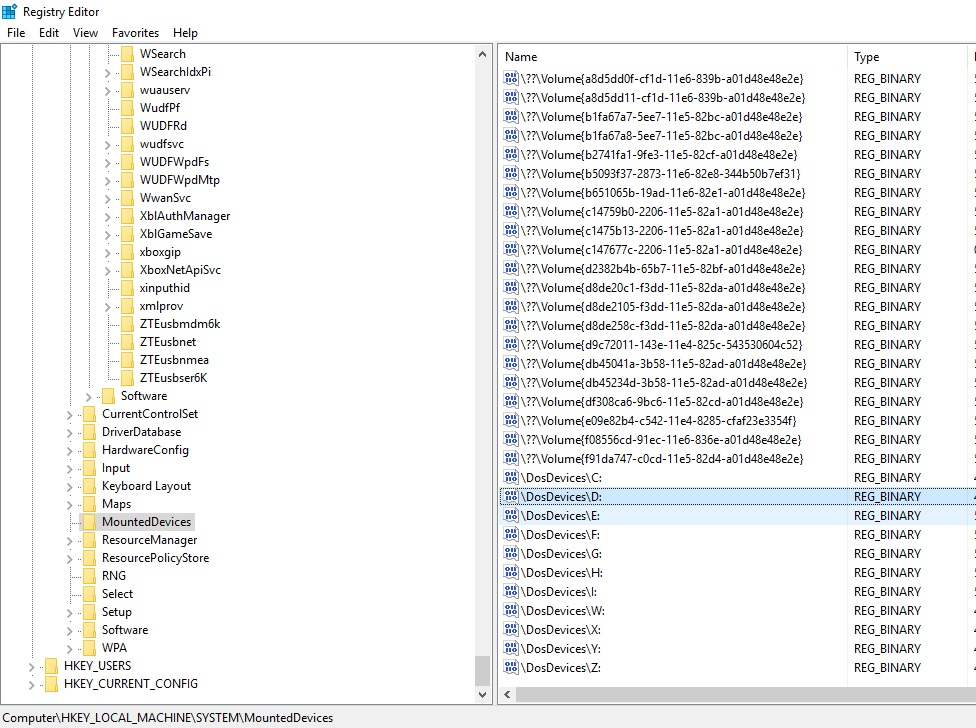 Registry Editor
File Edit View Favorites Help
WSearch
WSearchIdxPi
wuauserv
WudfPf
WUDFRd
wudfsvc
WUDFWpdFs
WUDFWpdMtp
WwanSvc
XblAuthManager
XblGameSave
xboxgip
XboxNetApiSvc
xinputhid
xmlprov
ZTEusbmdm6k
ZTEusbnet
ZTEusbnmea
ZTEusbser6K
Software
CurrentControlSet
DriverDatabase
HardwareConfig
Input
Keyboard Layout
Maps
MountedDevices
ResourceManager
ResourcePolicyStore
RNG
Select
Setup
Software
WPA
HKEY_USERS
HKEY_CURRENT_CONFIG
Name Type
\??\Volume{a8d5dd0f-cf1d-11e6-839b-a01d48e48e2e} REG_BINARY
\??\Volume{a8d5dd11-cf1d-11e6-839b-a01d48e48e2e} REG_BINARY
\??\Volume{b1fa67a7-5ee7-11e5-82bc-a01d48e48e2e} REG_BINARY
\??\Volume{b1fa67a8-5ee7-11e5-82bc-a01d48e48e2e} REG_BINARY
\??\Volume{b2741fa1-9fe3-11e5-82cf-a01d48e48e2e} REG_BINARY
\??\Volume{b5093f37-2873-11e6-82e8-344b50b7ef31} REG_BINARY
\??\Volume{b651065b-19ad-11e6-82e1-a01d48e48e2e} REG_BINARY
\??\Volume{c14759b0-2206-11e5-82a1-a01d48e48e2e} REG_BINARY
\??\Volume{c1475b13-2206-11e5-82a1-a01d48e48e2e} REG_BINARY
\??\Volume{c147677c-2206-11e5-82a1-a01d48e48e2e} REG_BINARY
\??\Volume{d2382b4b-65b7-11e5-82bf-a01d48e48e2e} REG_BINARY
\??\Volume{d8de20c1-f3dd-11e5-82da-a01d48e48e2e} REG_BINARY
\??\Volume{d8de2105-f3dd-11e5-82da-a01d48e48e2e} REG_BINARY
\??\Volume{d8de258c-f3dd-11e5-82da-a01d48e48e2e} REG_BINARY
\??\Volume{d9c72011-143e-11e4-825c-543530604c52} REG_BINARY
\??\Volume{db45041a-3b58-11e5-82ad-a01d48e48e2e} REG_BINARY
\??\Volume{db45234d-3b58-11e5-82ad-a01d48e48e2e} REG_BINARY
\??\Volume{df308ca6-9bc6-11e5-82cd-a01d48e48e2e} REG_BINARY
\??\Volume{e09e82b4-c542-11e4-8285-cfaf23e3354f} REG_BINARY
\??\Volume{f08556cd-91ec-11e6-836e-a01d48e48e2e} REG_BINARY
\??\Volume{f91da747-c0cd-11e5-82d4-a01d48e48e2e} REG_BINARY
\DosDevices\C: REG_BINARY
\DosDevices\D: REG_BINARY
\DosDevices\E: REG_BINARY
\DosDevices\F: REG_BINARY
\DosDevices\G: REG_BINARY
\DosDevices\H: REG_BINARY
\DosDevices\I: REG_BINARY
\DosDevices\W: REG_BINARY
\DosDevices\X: REG_BINARY
\DosDevices\Y: REG_BINARY
\DosDevices\Z: REG_BINARY
Computer\HKEY_LOCAL_MACHINE\SYSTEM\MountedDevices